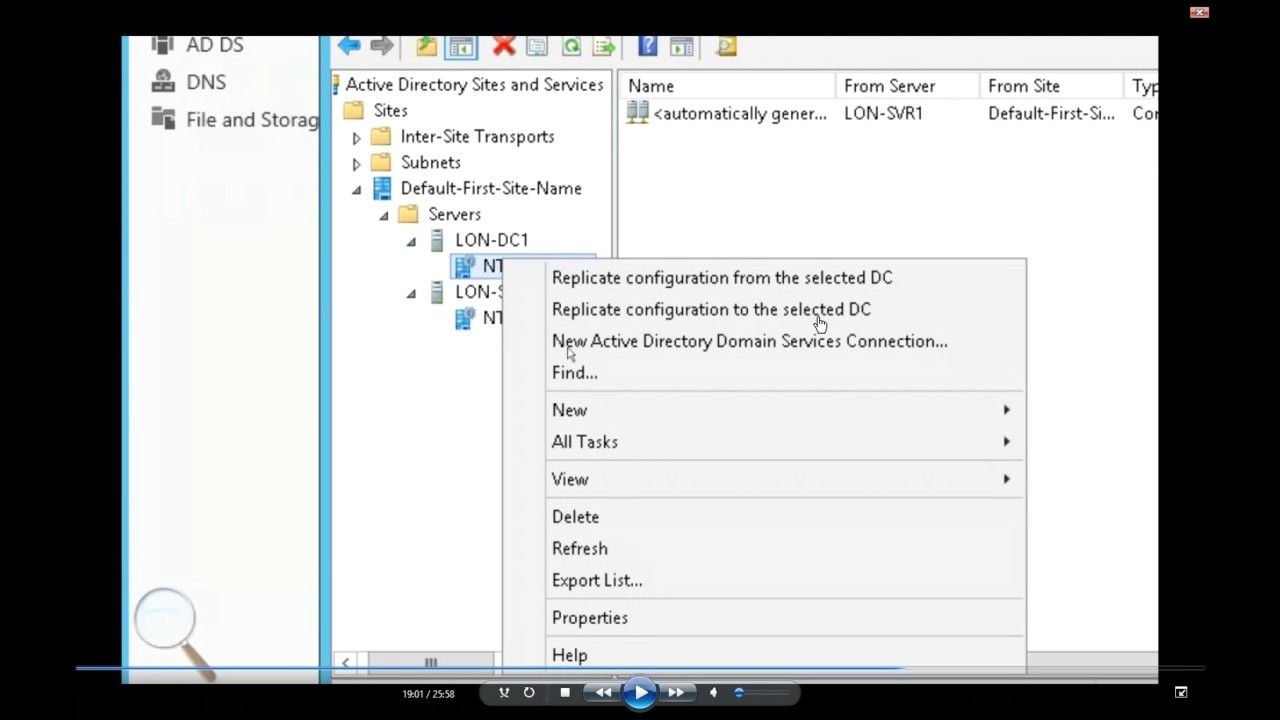 AD DS
DNS
File and Storag
Active Directory Sites and Services
Sites
Inter-Site Transports
Subnets
Default-First-Site-Name
Servers
LON-DC1
NT
LON-S
NT
Name From Server From Site Typ
<automatically gener... LON-SVR1 Default-First-Si... Cor
Replicate configuration from the selected DC
Replicate configuration to the selected DC
New Active Directory Domain Services Connection...
Find...
New
All Tasks
View
Delete
Refresh
Export List...
Properties
Help
19:01 / 25:58